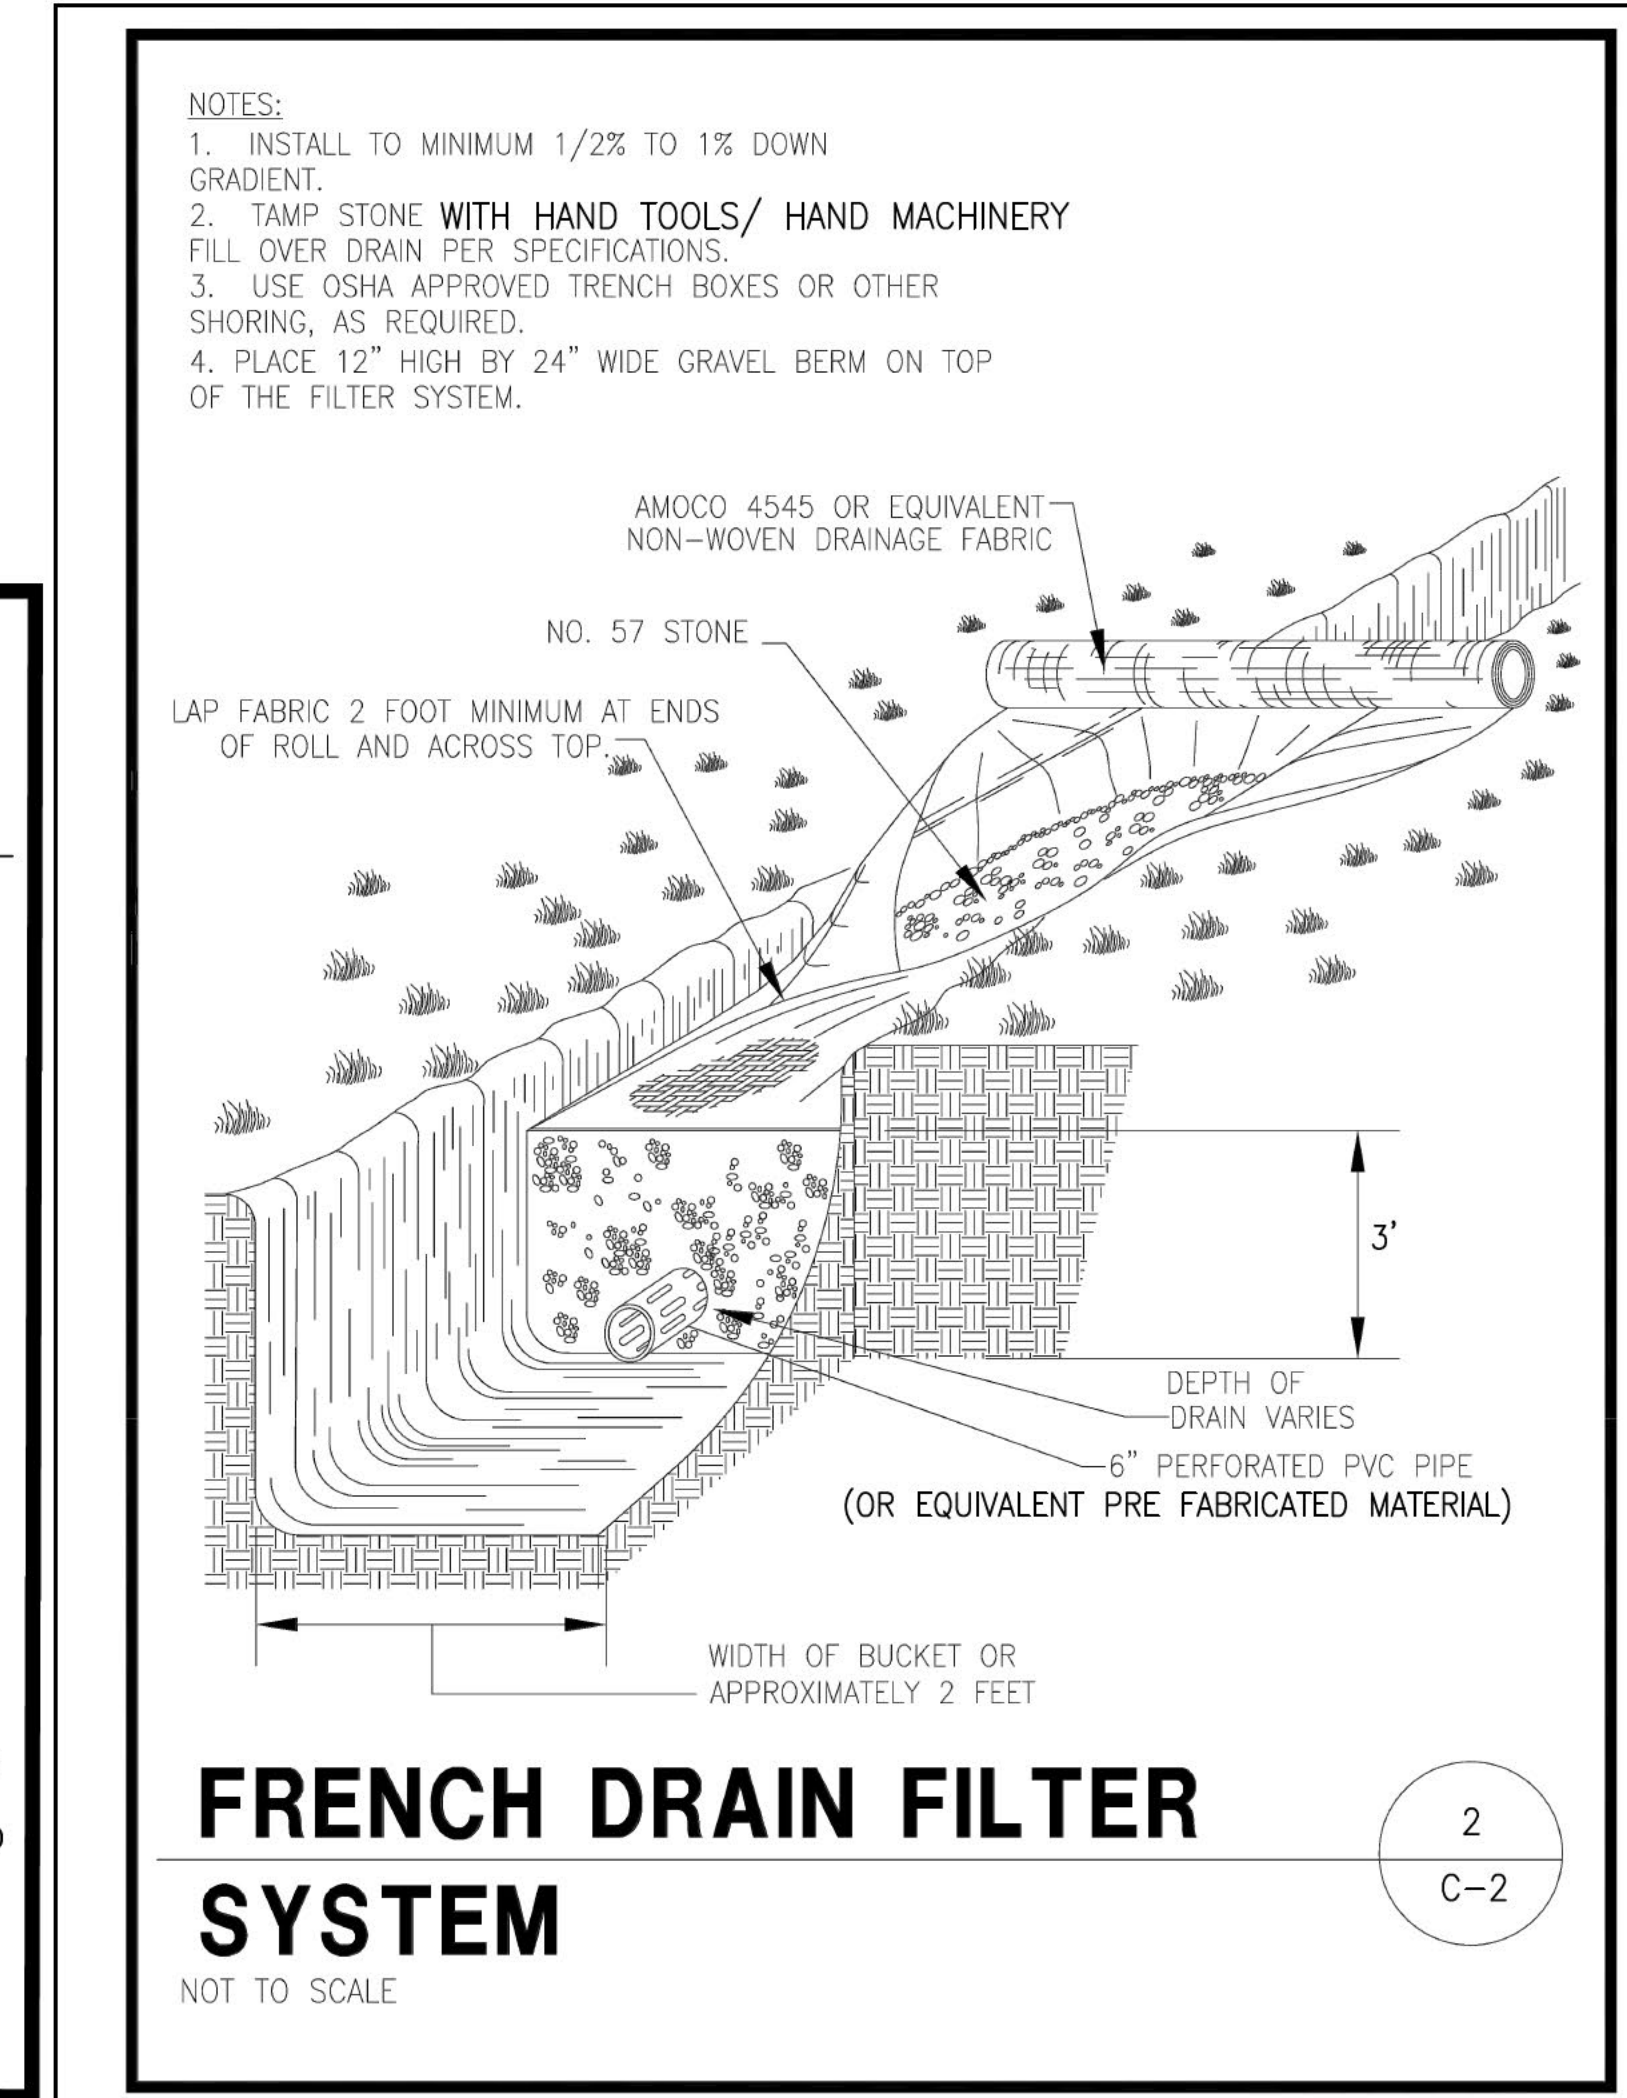 NOTES:
1. INSTALL TO MINIMUM 1/2% TO 1% DOWN
GRADIENT.
2. TAMP STONE WITH HAND TOOLS/ HAND MACHINERY
FILL OVER DRAIN PER SPECIFICATIONS.
3. USE OSHA APPROVED TRENCH BOXES OR OTHER
SHORING, AS REQUIRED.
4. PLACE 12" HIGH BY 24" WIDE GRAVEL BERM ON TOP
OF THE FILTER SYSTEM.
AMOCO 4545 OR EQUIVALENT
NON-WOVEN DRAINAGE FABRIC
NO. 57 STONE
LAP FABRIC 2 FOOT MINIMUM AT ENDS
OF ROLL AND ACROSS TOP.
3'
DEPTH OF
DRAIN VARIES
6" PERFORATED PVC PIPE
(OR EQUIVALENT PRE FABRICATED MATERIAL)
WIDTH OF BUCKET OR
APPROXIMATELY 2 FEET
FRENCH DRAIN FILTER
SYSTEM
NOT TO SCALE
2
C-2